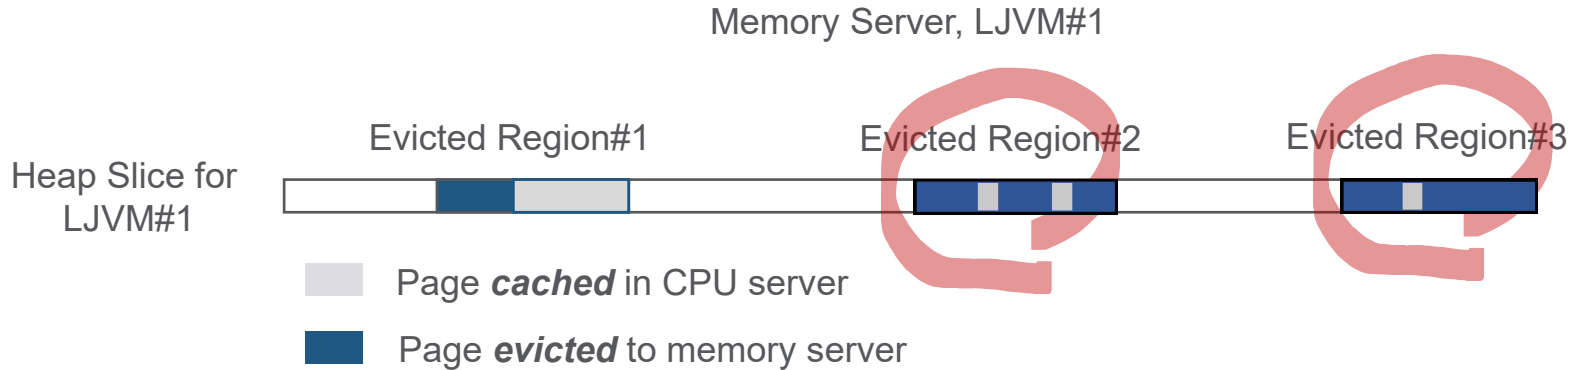 Memory Server, LJVM#1
Evicted Region#1
Evicted Region#2
Evicted Region#3
Heap Slice for
LJVM#1
Page cached in CPU server
Page evicted to memory server